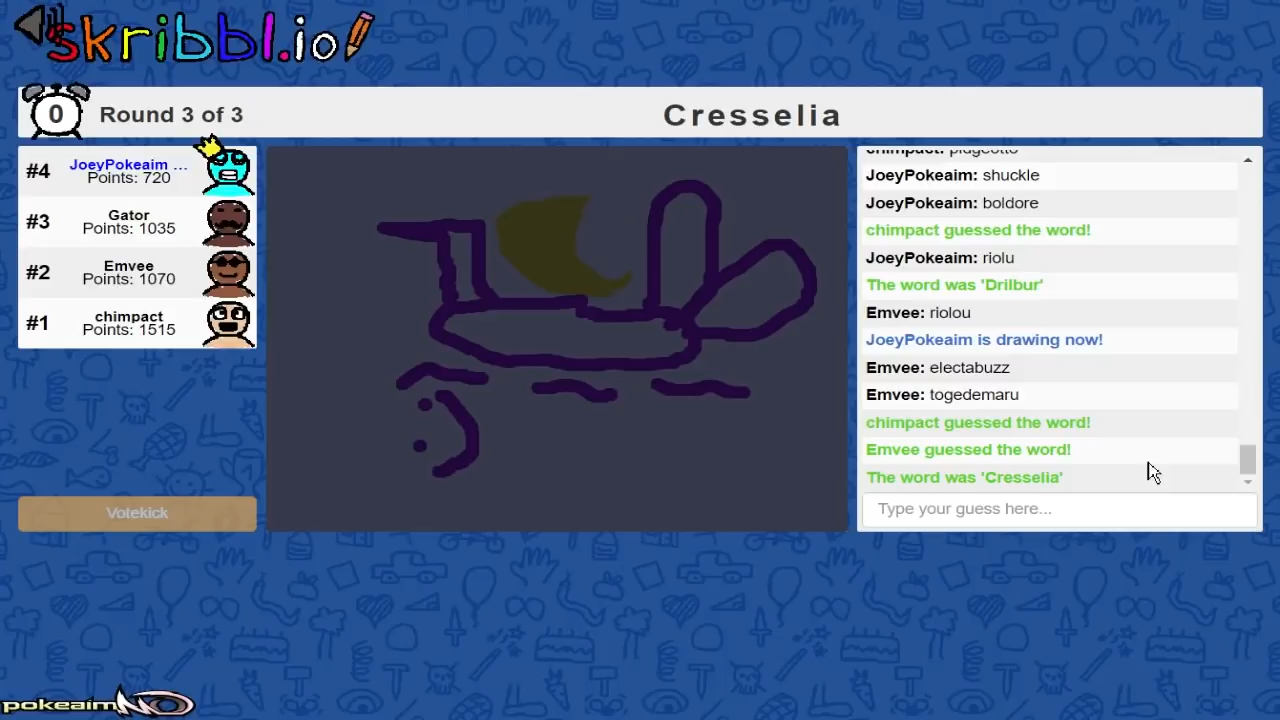 skribbl.io!
0
Round 3 of 3
Cresselia
#4
JoeyPokeaim ...
Points: 720
#3
Gator
Points: 1035
#2
Emvee
Points: 1070
#1
chimpact
Points: 1515
Votekick
chimpact: pidgeotto
JoeyPokeaim: shuckle
JoeyPokeaim: boldore
chimpact guessed the word!
JoeyPokeaim: riolu
The word was 'Drilbur'
Emvee: riolou
JoeyPokeaim is drawing now!
Emvee: electabuzz
Emvee: togedemaru
chimpact guessed the word!
Emvee guessed the word!
The word was 'Cresselia'
Type your guess here...
pokeaimNO